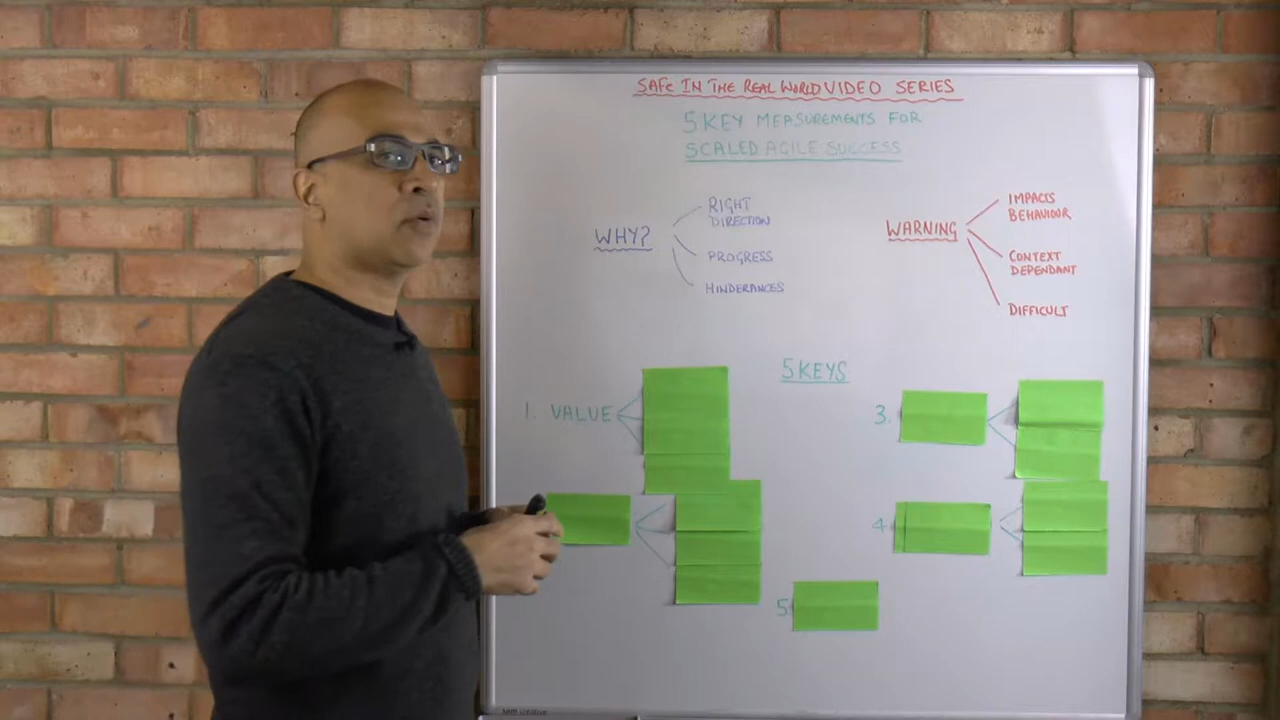 SAFe IN THE REAL WORLD VIDEO SERIES
5 KEY MEASUREMENTS FOR
SCALED AGILE SUCCESS
WHY?
RIGHT
DIRECTION
PROGRESS
HINDERANCES
WARNING
IMPACTS
BEHAVIOUR
CONTEXT
DEPENDANT
DIFFICULT
5 KEYS
1. VALUE
3.
4
5